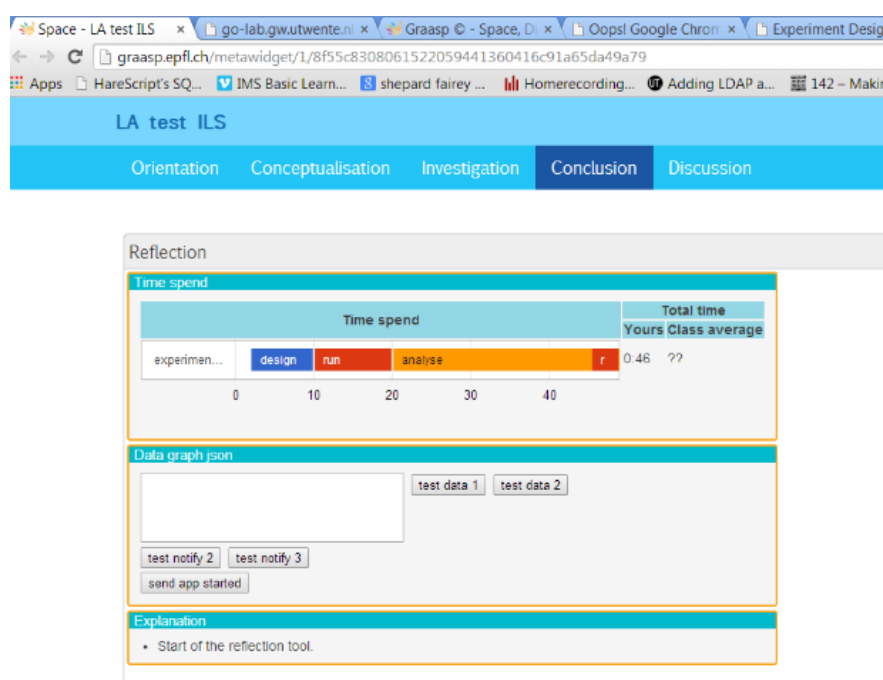 Space - LA test ILS × go-lab.gw.utwente.nl × Graasp © - Space, Di × Oops! Google Chrom × Experiment Desig
graasp.epfl.ch/metawidget/1/8f55c8308061522059441360416c91a65da49a79
Apps HareScript's SQ... IMS Basic Learn... shepard fairey ... Homerecording... Adding LDAP a... 142 – Makin
LA test ILS
Orientation Conceptualisation Investigation Conclusion Discussion
Reflection
Time spend
Time spend Total time
Yours Class average
experimen... design run analyse r 0:46 ??
0 10 20 30 40
Data graph json
test data 1 test data 2
test notify 2 test notify 3
send app started
Explanation
• Start of the reflection tool.